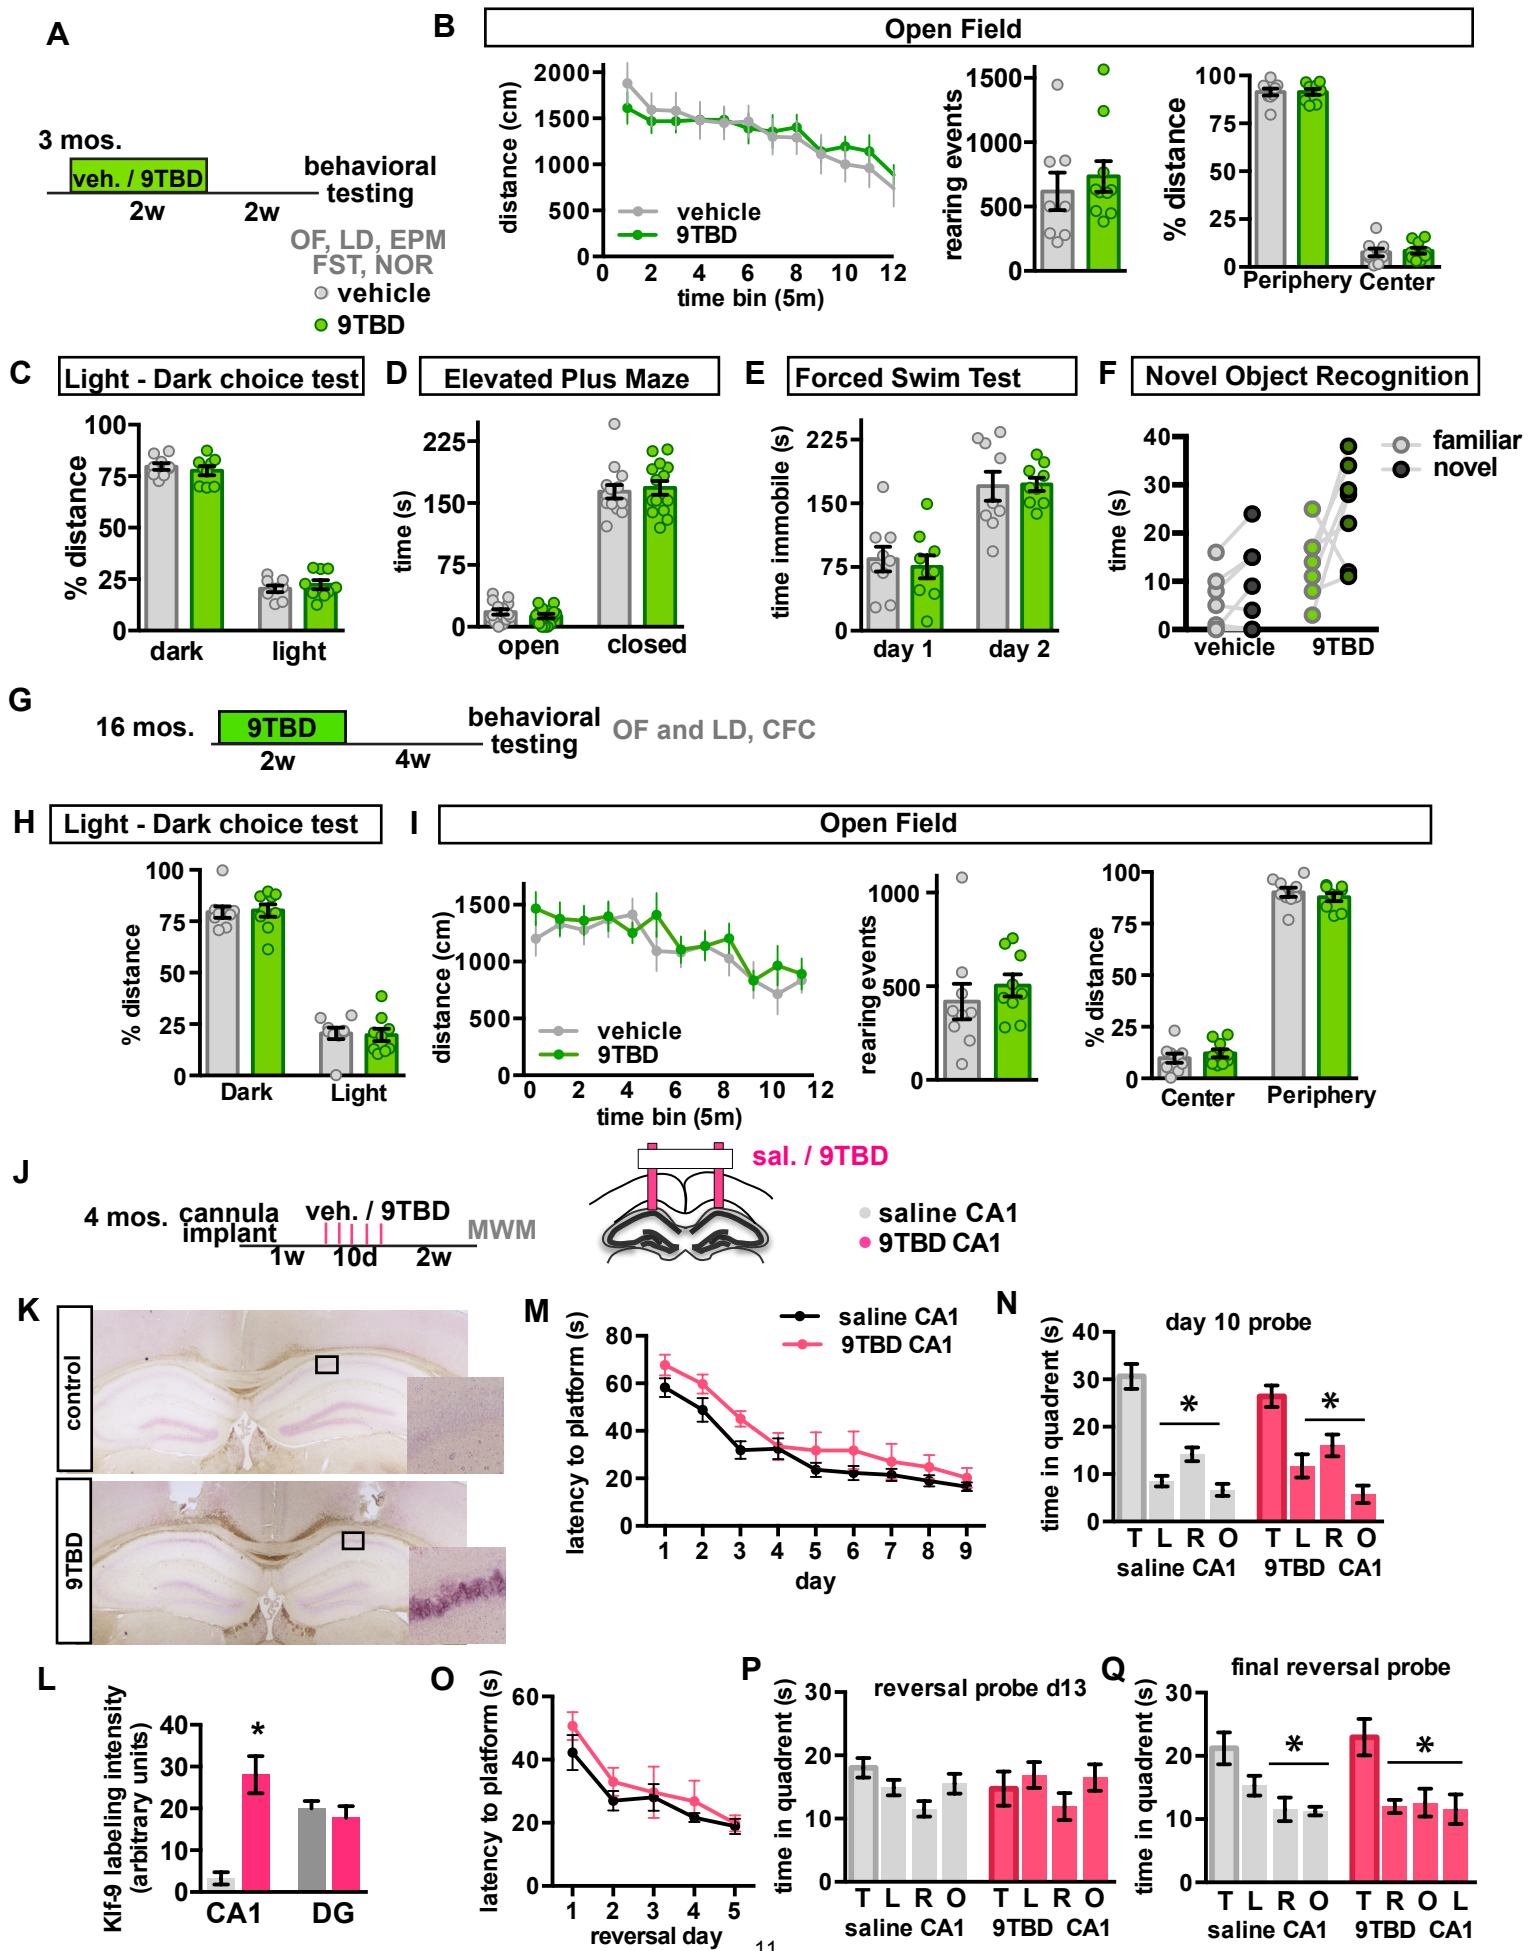 A
3 mos.
veh. / 9TBD
2w
2w
behavioral
testing
OF, LD, EPM
FST, NOR
vehicle
9TBD
B
Open Field
distance (cm)
2000
1500
1000
500
0
vehicle
9TBD
0 2 4 6 8 10 12
time bin (5m)
rearing events
1500
1000
500
0
% distance
100
75
50
25
0
Periphery Center
C
Light - Dark choice test
% distance
100
75
50
25
0
dark light
D
Elevated Plus Maze
time (s)
225
150
75
0
open closed
E
Forced Swim Test
time immobile (s)
225
150
75
0
day 1 day 2
F
Novel Object Recognition
time (s)
40
30
20
10
0
vehicle 9TBD
familiar
novel
G
16 mos.
9TBD
2w
4w
behavioral
testing
OF and LD, CFC
H
Light - Dark choice test
% distance
100
75
50
25
0
Dark Light
I
Open Field
distance (cm)
1500
1000
500
0
vehicle
9TBD
0 2 4 6 8 10 12
time bin (5m)
rearing events
1000
500
0
% distance
100
75
50
25
0
Center Periphery
J
4 mos.
cannula
implant
veh. / 9TBD
MWM
1w 10d 2w
sal. / 9TBD
saline CA1
9TBD CA1
K
control
9TBD
L
Klf-9 labeling intensity
(arbitrary units)
40
30
20
10
0
*
CA1 DG
M
latency to platform (s)
80
60
40
20
0
saline CA1
9TBD CA1
1 2 3 4 5 6 7 8 9
day
N
day 10 probe
time in quadrent (s)
40
30
20
10
0
* *
T L R O T L R O
saline CA1 9TBD CA1
O
latency to platform (s)
60
40
20
0
1 2 3 4 5
reversal day
P
reversal probe d13
time in quadrent (s)
30
20
10
0
T L R O T L R O
saline CA1 9TBD CA1
Q
final reversal probe
time in quadrent (s)
30
20
10
0
* *
T L R O T R O L
saline CA1 9TBD CA1
11